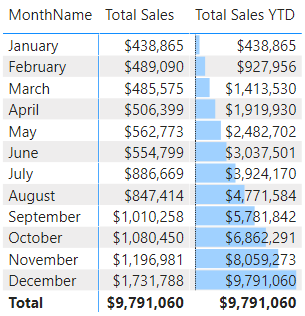 MonthName Total Sales Total Sales YTD
January $438,865 $438,865
February $489,090 $927,956
March $485,575 $1,413,530
April $506,399 $1,919,930
May $562,773 $2,482,702
June $554,799 $3,037,501
July $886,669 $3,924,170
August $847,414 $4,771,584
September $1,010,258 $5,781,842
October $1,080,450 $6,862,291
November $1,196,981 $8,059,273
December $1,731,788 $9,791,060
Total $9,791,060 $9,791,060